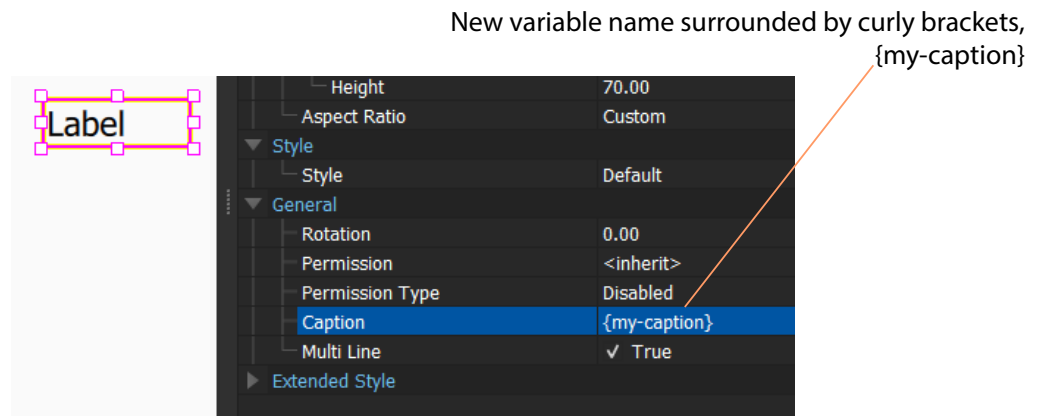 New variable name surrounded by curly brackets,
{my-caption}
Label
Height 70.00
Aspect Ratio Custom
Style
Style Default
General
Rotation 0.00
Permission <inherit>
Permission Type Disabled
Caption {my-caption}
Multi Line ✓ True
Extended Style